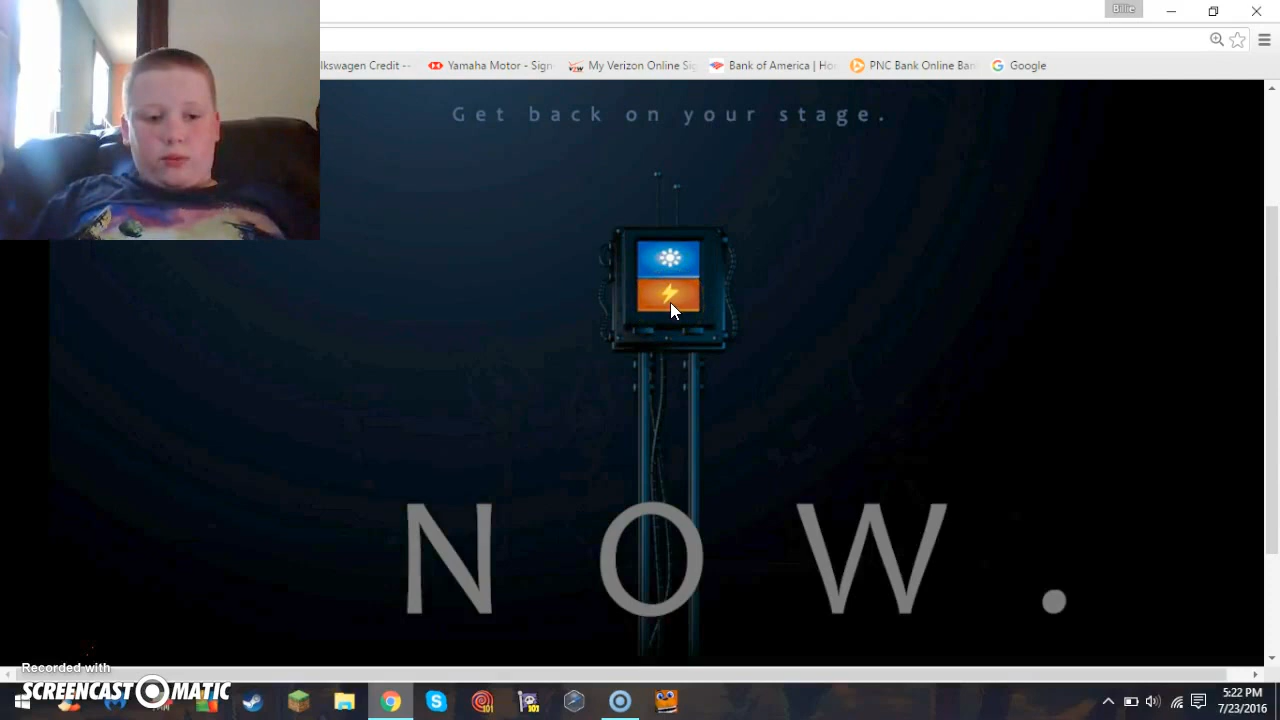 Billie
lkswagen Credit --
Yamaha Motor - Sign
My Verizon Online Sig
Bank of America | Ho
PNC Bank Online Ban
Google
Get back on your stage.
NOW.
Recorded with
SCREENCAST MATIC
5:22 PM
7/23/2016